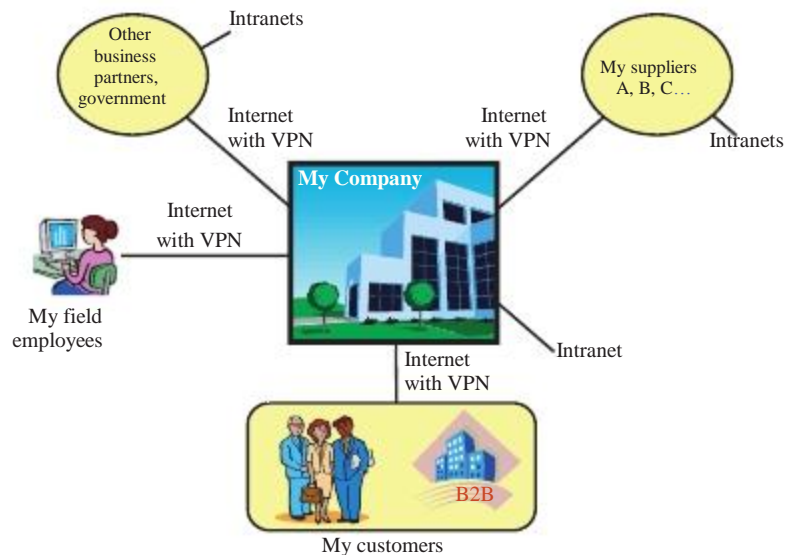 Intranets
Other
business
partners,
government
My suppliers
A, B, C…
Internet
with VPN
Internet
with VPN
Intranets
My Company
Internet
with VPN
My field
employees
Intranet
Internet
with VPN
B2B
My customers